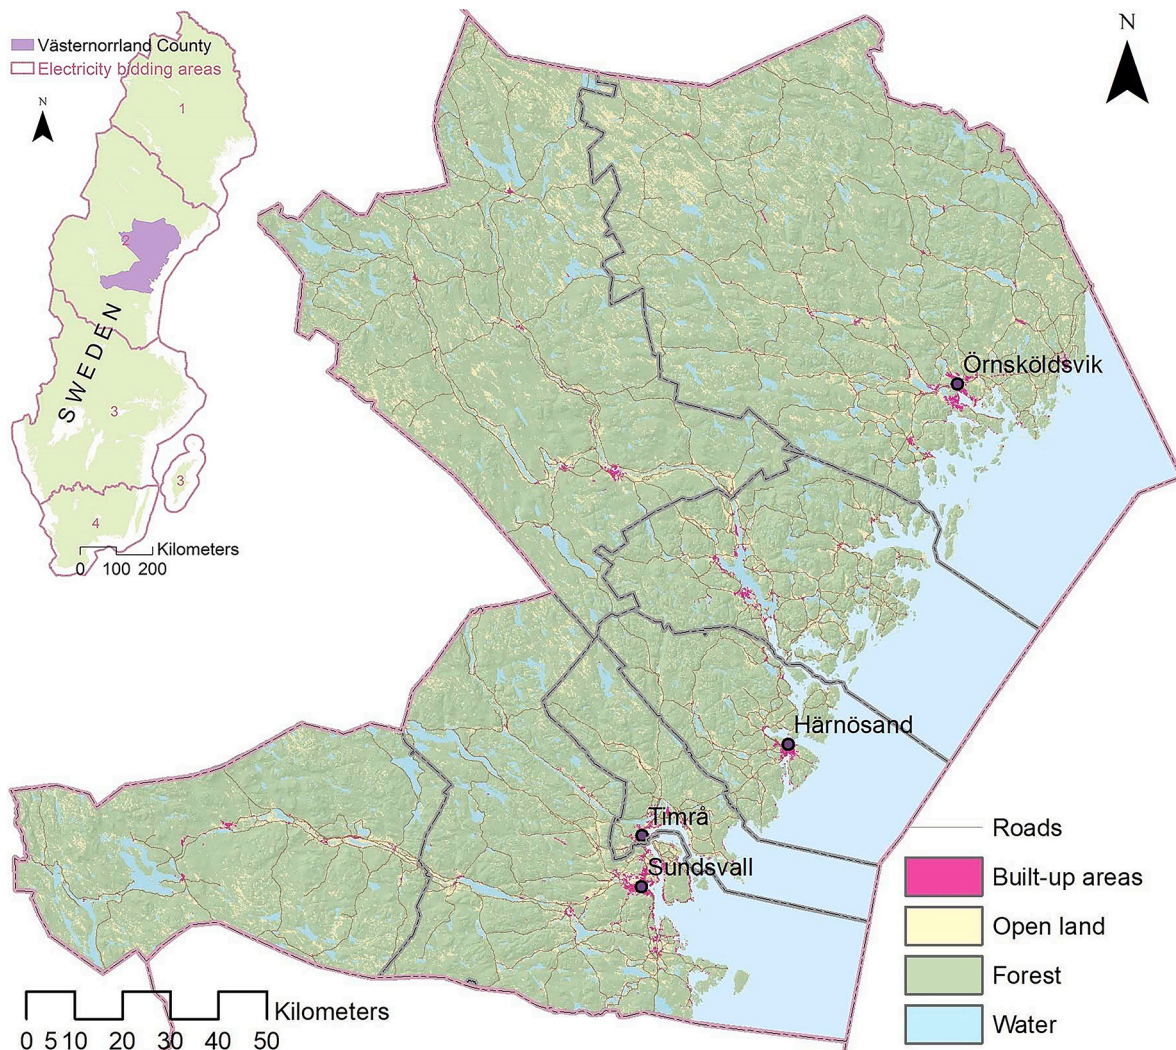 Västernorrland County
Electricity bidding areas
N
1
2
SWEDEN
3
3
4
Kilometers
0 100 200
N
Örnsköldsvik
Härnösand
Timrå
Sundsvall
Roads
Built-up areas
Open land
Forest
Water
Kilometers
0 5 10 20 30 40 50